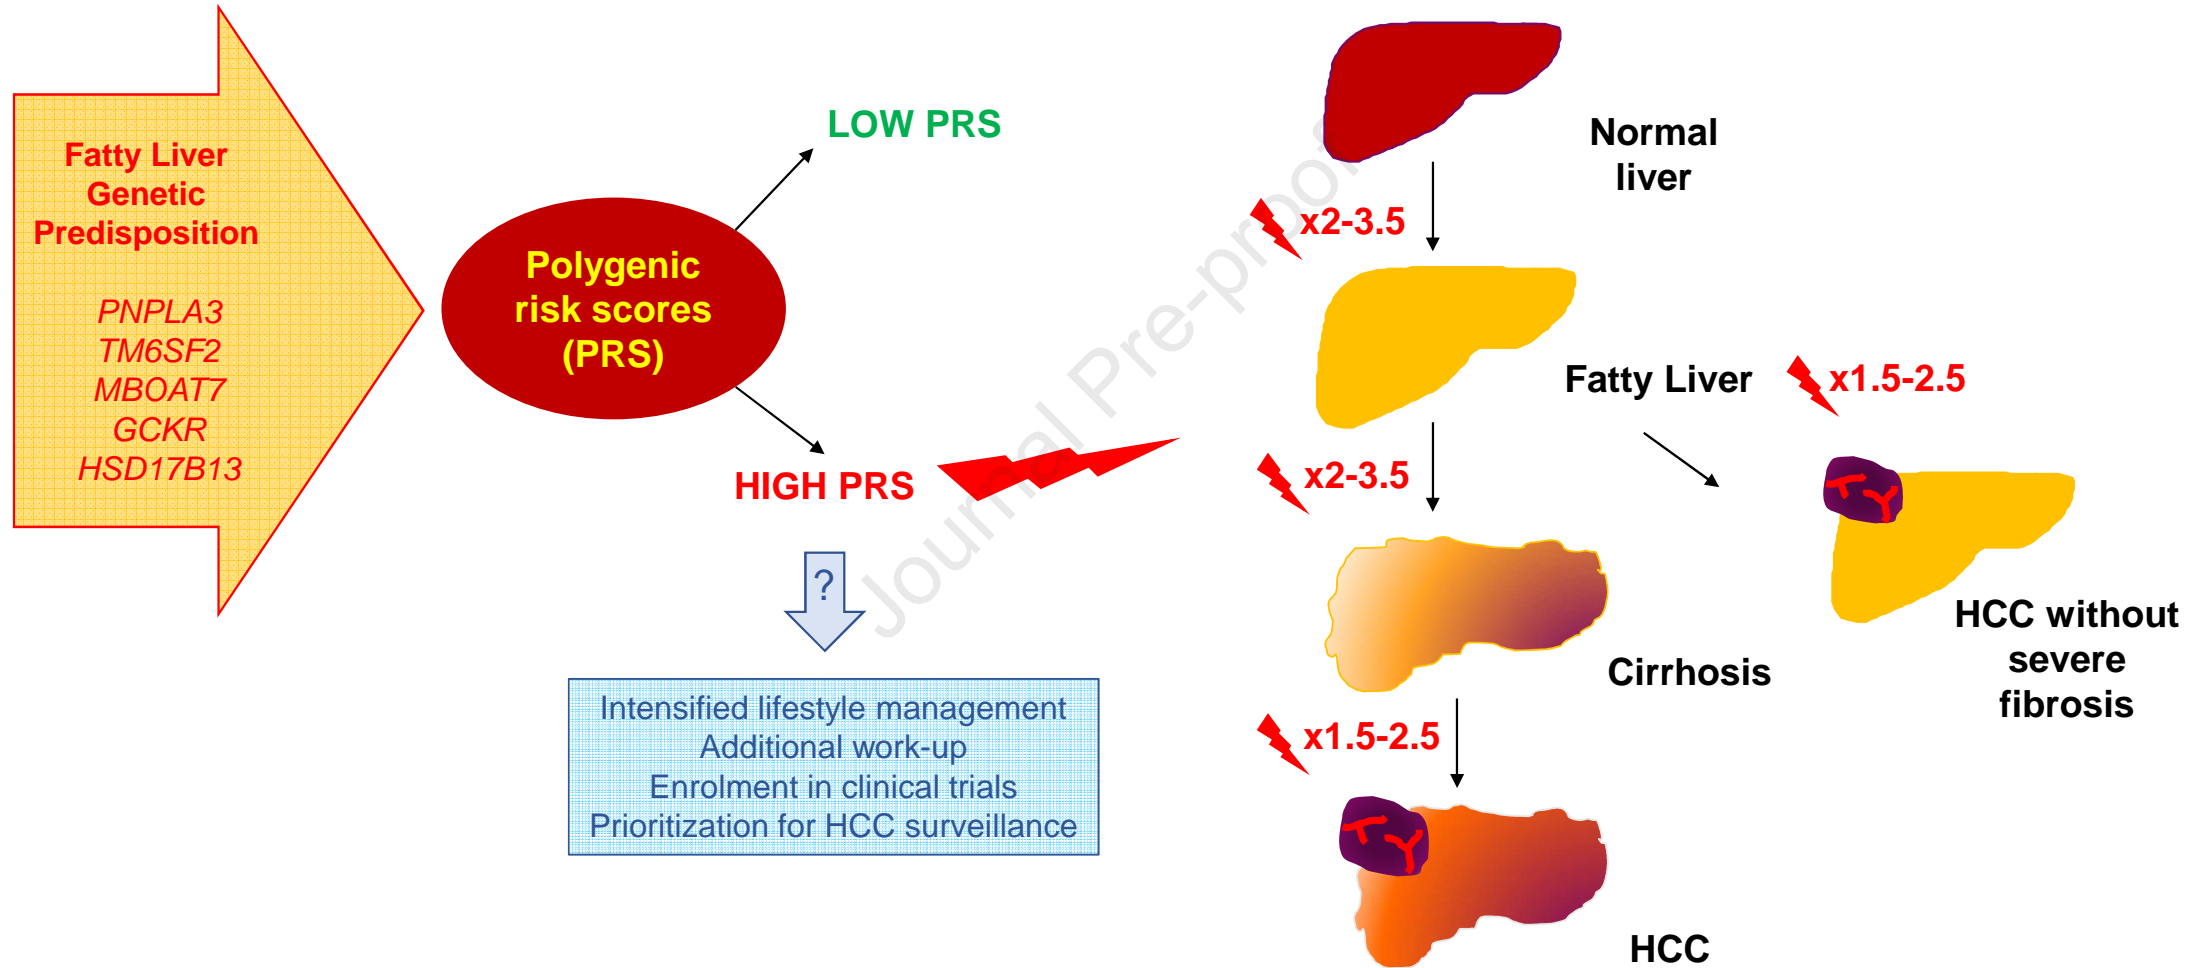 Fatty Liver
Genetic
Predisposition
PNPLA3
TM6SF2
MBOAT7
GCKR
HSD17B13
Polygenic
risk scores
(PRS)
LOW PRS
HIGH PRS
?
Intensified lifestyle management
Additional work-up
Enrolment in clinical trials
Prioritization for HCC surveillance
Normal
liver
x2-3.5
Fatty Liver
x1.5-2.5
x2-3.5
HCC without
severe
fibrosis
Cirrhosis
x1.5-2.5
HCC
Journal Pre-proof